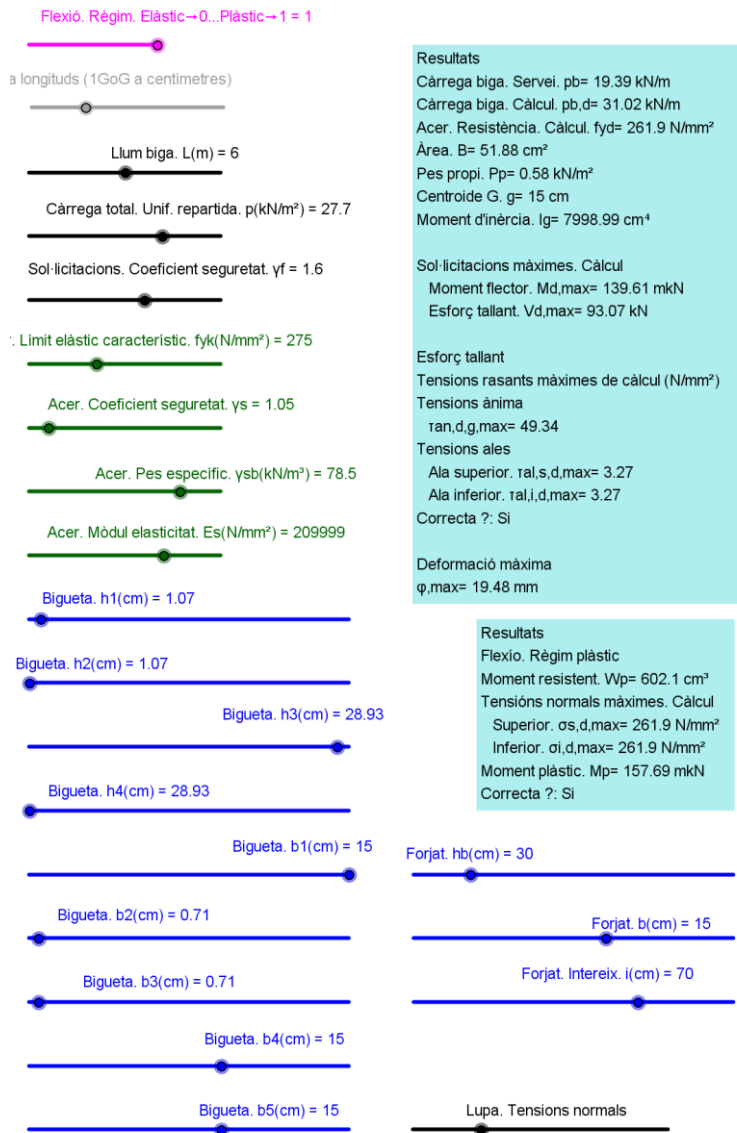 Flexió. Règim. Elàstic→0...Plàstic→1 = 1
a longituds (1GoG a centimetres)
Llum biga. L(m) = 6
Càrrega total. Unif. repartida. p(kN/m²) = 27.7
Sol·licitacions. Coeficient seguretat. γf = 1.6
. Límit elàstic característic. fyk(N/mm²) = 275
Acer. Coeficient seguretat. γs = 1.05
Acer. Pes específic. γsb(kN/m³) = 78.5
Acer. Mòdul elasticitat. Es(N/mm²) = 209999
Bigueta. h1(cm) = 1.07
Bigueta. h2(cm) = 1.07
Bigueta. h3(cm) = 28.93
Bigueta. h4(cm) = 28.93
Bigueta. b1(cm) = 15
Bigueta. b2(cm) = 0.71
Bigueta. b3(cm) = 0.71
Bigueta. b4(cm) = 15
Bigueta. b5(cm) = 15
Resultats
Càrrega biga. Servei. pb= 19.39 kN/m
Càrrega biga. Càlcul. pb,d= 31.02 kN/m
Acer. Resistència. Càlcul. fyd= 261.9 N/mm²
Àrea. B= 51.88 cm²
Pes propi. Pp= 0.58 kN/m²
Centroide G. g= 15 cm
Moment d'inèrcia. Ig= 7998.99 cm⁴
Sol·licitacions màximes. Càlcul
Moment flector. Md,max= 139.61 mkN
Esforç tallant. Vd,max= 93.07 kN
Esforç tallant
Tensions rasants màximes de càlcul (N/mm²)
Tensions ànima
τan,d,g,max= 49.34
Tensions ales
Ala superior. τal,s,d,max= 3.27
Ala inferior. τal,i,d,max= 3.27
Correcta ?: Si
Deformació màxima
φ,max= 19.48 mm
Resultats
Flexío. Règim plàstic
Moment resistent. Wp= 602.1 cm³
Tensións normals màximes. Càlcul
Superior. σs,d,max= 261.9 N/mm²
Inferior. σi,d,max= 261.9 N/mm²
Moment plàstic. Mp= 157.69 mkN
Correcta ?: Si
Forjat. hb(cm) = 30
Forjat. b(cm) = 15
Forjat. Intereix. i(cm) = 70
Lupa. Tensions normals